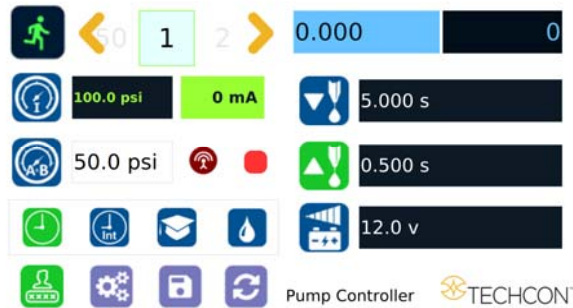 50 1 2 0.000 0
I 100.0 psi 0 mA 5.000 s
A-B 50.0 psi 0.500 s
Int 12.0 v
Pump Controller TECHCON